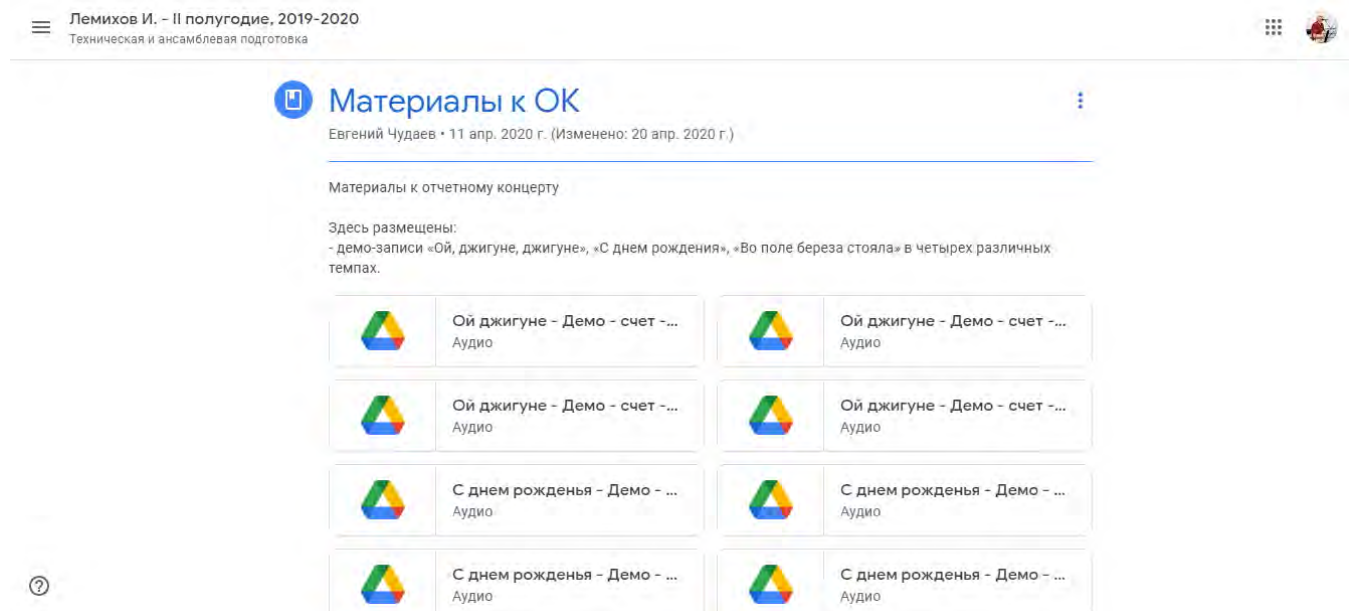 Лемихов И. - II полугодие, 2019-2020
Техническая и ансамблевая подготовка
Материалы к ОК
Евгений Чудаев • 11 апр. 2020 г. (Изменено: 20 апр. 2020 г.)
Материалы к отчетному концерту
Здесь размещены:
- демо-записи «Ой, джигуне, джигуне», «С днем рождения», «Во поле береза стояла» в четырех различных
темпах.
Ой джигуне - Демо - счет -...
Аудио
Ой джигуне - Демо - счет -...
Аудио
Ой джигуне - Демо - счет -...
Аудио
Ой джигуне - Демо - счет -...
Аудио
С днем рожденья - Демо - ...
Аудио
С днем рожденья - Демо - ...
Аудио
С днем рожденья - Демо - ...
Аудио
С днем рожденья - Демо - ...
Аудио